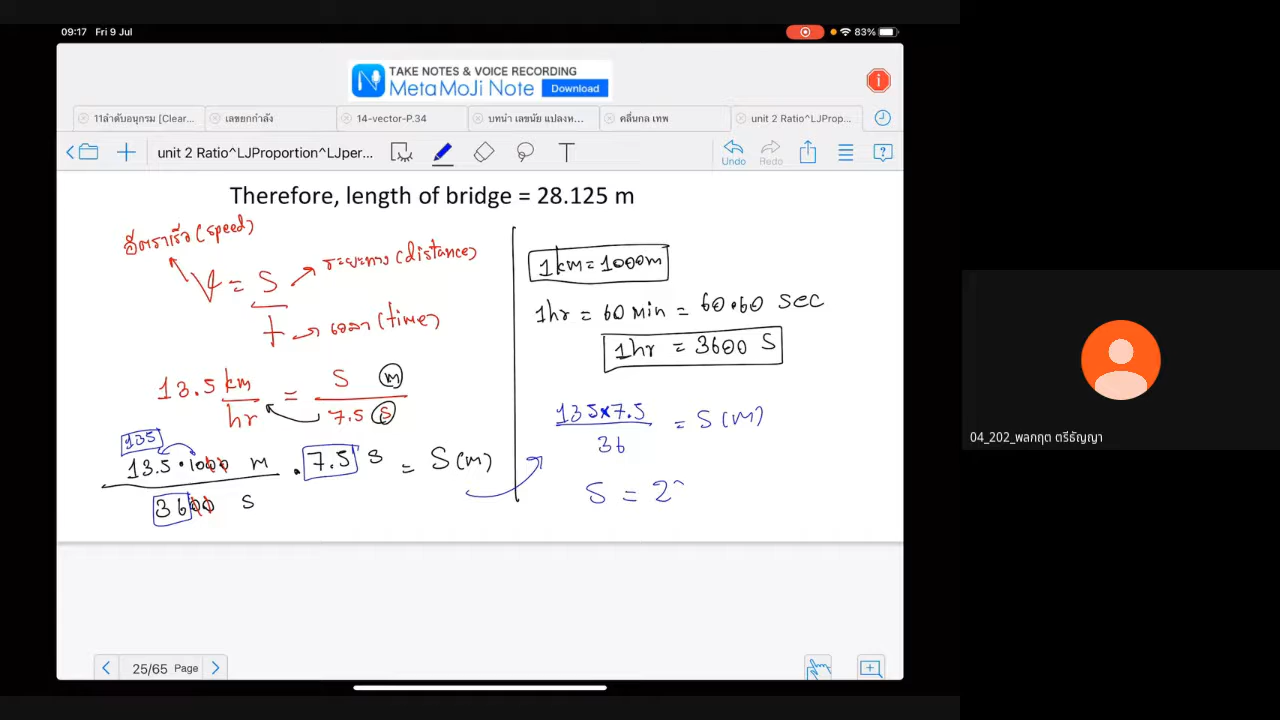 09:17 Fri 9 Jul
83%
TAKE NOTES & VOICE RECORDING
MetaMoJi Note Download
11ลำดับอนุกรม [Clear...
เลขยกกำลัง
14-vector-P.34
บทน่า เลขนัย แปลงห...
คลื่นกล เทพ
unit 2 Ratio^LJProp...
unit 2 Ratio^LJProportion^LJper...
T
Undo
Redo
Therefore, length of bridge = 28.125 m
อัตราเร็ว (speed)
V = S/t
ระยะทาง (distance)
เวลา (time)
13.5 km/hr = S m / 7.5 s
135
13.5 · 1000 m / 3600 s · 7.5 s = S (m)
1km = 1000m
1hr = 60 min = 60·60 sec
1hr = 3600 S
135x7.5 / 36 = S (m)
S = 2
04_202_พลกฤต ตรีธัญญา
25/65 Page